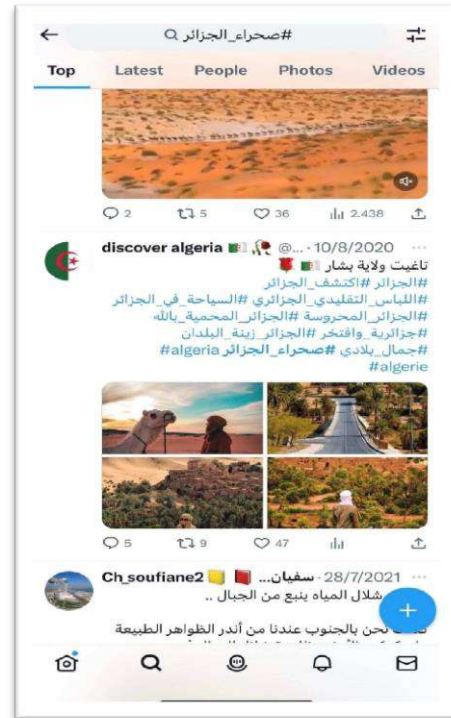 #صحراء_الجزائر
Top Latest People Photos Videos
2 5 36 2.438
discover algeria @... · 10/8/2020
تاغيت ولاية بشار
#الجزائر #اكتشف_الجزائر
#اللباس_التقليدي_الجزائري #السياحة_في_الجزائر
#الجزائر_المحروسة #الجزائر_المحمية_بالله
#جزائرية_وافتخر #الجزائر_زينة_البلدان
#جمال_بلادي #صحراء_الجزائر #algeria
#algerie
5 9 47
Ch_soufiane2 سفيان... · 28/7/2021
شلال المياه ينبع من الجبال ..
نحن بالجنوب عندنا من أندر الظواهر الطبيعة